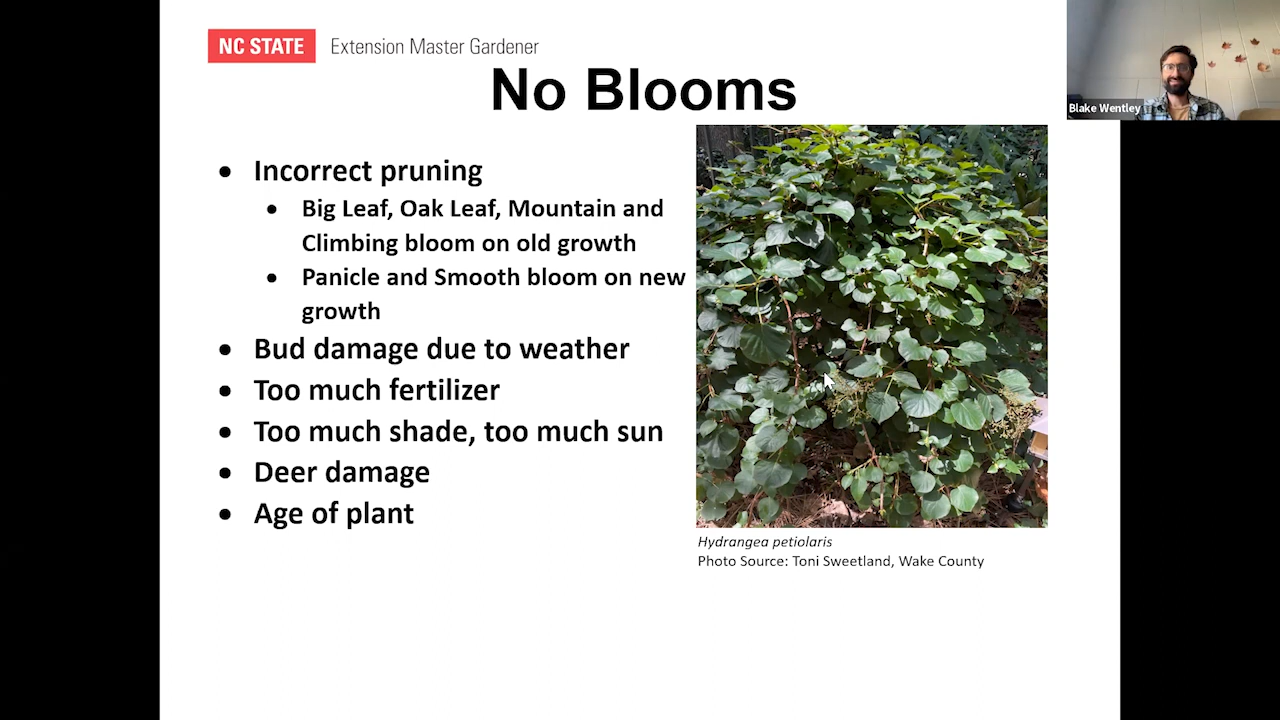 NC STATE Extension Master Gardener
No Blooms
Blake Wentley
• Incorrect pruning
• Big Leaf, Oak Leaf, Mountain and
Climbing bloom on old growth
• Panicle and Smooth bloom on new
growth
• Bud damage due to weather
• Too much fertilizer
• Too much shade, too much sun
• Deer damage
• Age of plant
Hydrangea petiolaris
Photo Source: Toni Sweetland, Wake County